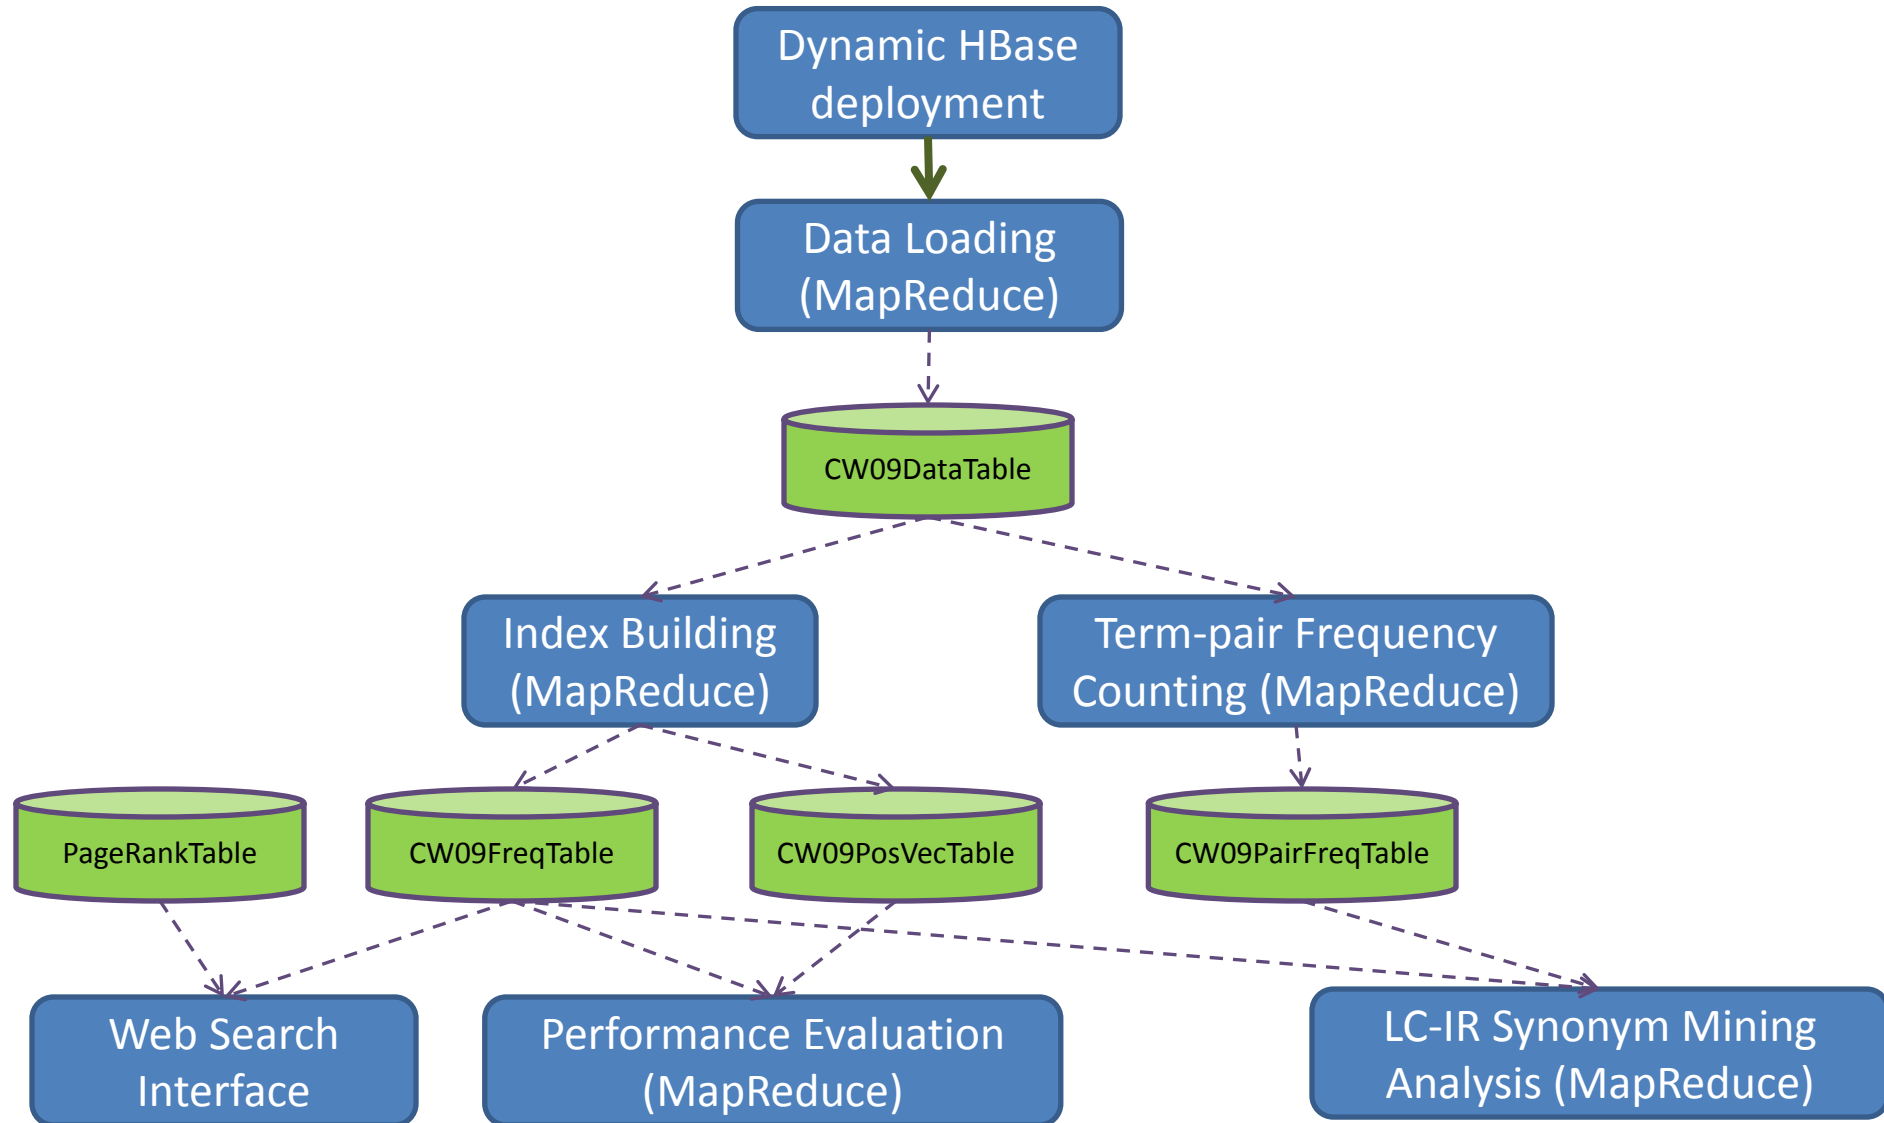 Dynamic HBase
deployment
Data Loading
(MapReduce)
CW09DataTable
Index Building
(MapReduce)
Term-pair Frequency
Counting (MapReduce)
PageRankTable
CW09FreqTable
CW09PosVecTable
CW09PairFreqTable
Web Search
Interface
Performance Evaluation
(MapReduce)
LC-IR Synonym Mining
Analysis (MapReduce)